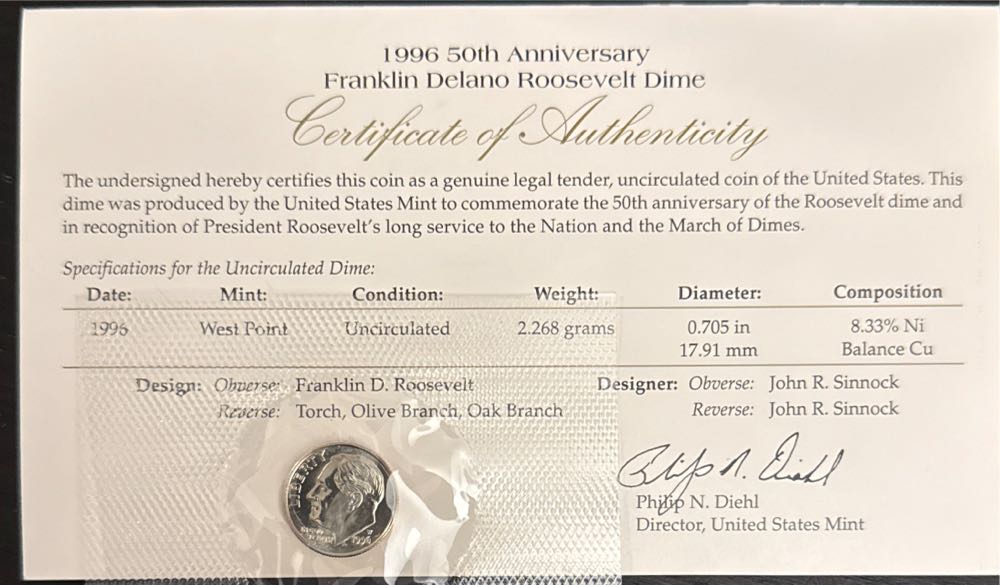 1996 50th Anniversary
Franklin Delano Roosevelt Dime
Certificate of Authenticity
The undersigned hereby certifies this coin as a genuine legal tender, uncirculated coin of the United States. This
dime was produced by the United States Mint to commemorate the 50th anniversary of the Roosevelt dime and
in recognition of President Roosevelt's long service to the Nation and the March of Dimes.
Specifications for the Uncirculated Dime:
Date: Mint: Condition: Weight: Diameter: Composition
1996 West Point Uncirculated 2.268 grams 0.705 in 8.33% Ni
17.91 mm Balance Cu
Design: Obverse: Franklin D. Roosevelt Designer: Obverse: John R. Sinnock
Reverse: Torch, Olive Branch, Oak Branch Reverse: John R. Sinnock
Philip N. Diehl
Philip N. Diehl
Director, United States Mint
LIBERTY
W
1996